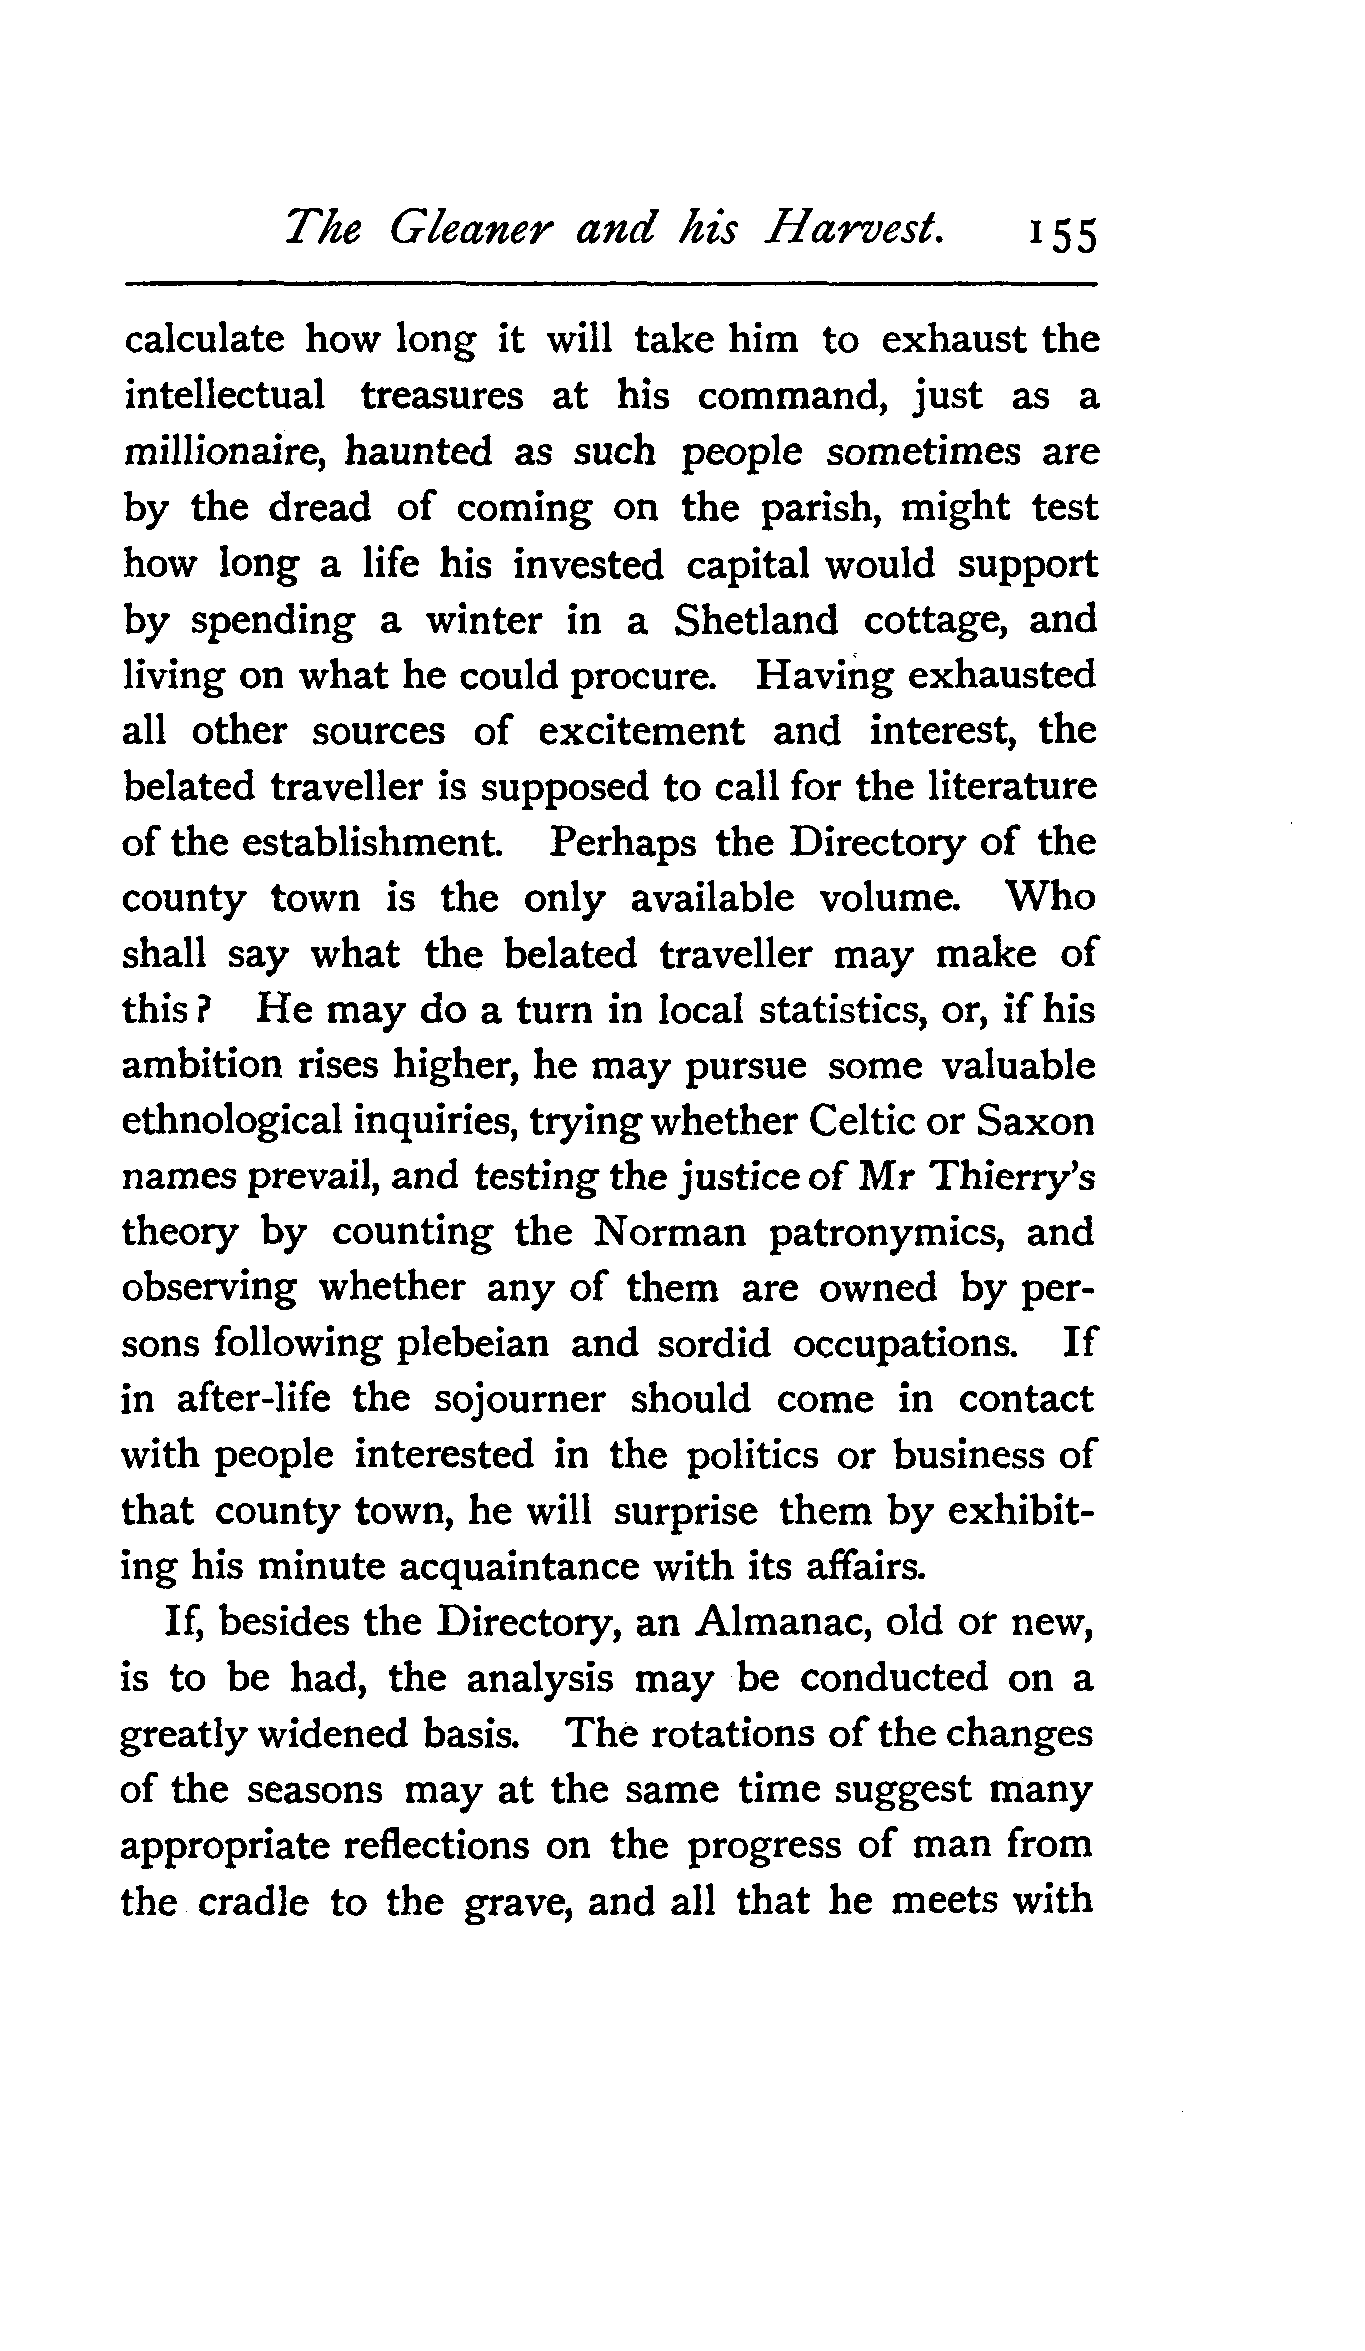 The Gleaner and his Harvest. 155
calculate how long it will take him to exhaust the
intellectual treasures at his command, just as a
millionaire, haunted as such people sometimes are
by the dread of coming on the parish, might test
how long a life his invested capital would support
by spending a winter in a Shetland cottage, and
living on what he could procure. Having exhausted
all other sources of excitement and interest, the
belated traveller is supposed to call for the literature
of the establishment. Perhaps the Directory of the
county town is the only available volume. Who
shall say what the belated traveller may make of
this? He may do a turn in local statistics, or, if his
ambition rises higher, he may pursue some valuable
ethnological inquiries, trying whether Celtic or Saxon
names prevail, and testing the justice of Mr Thierry's
theory by counting the Norman patronymics, and
observing whether any of them are owned by per-
sons following plebeian and sordid occupations. If
in after-life the sojourner should come in contact
with people interested in the politics or business of
that county town, he will surprise them by exhibit-
ing his minute acquaintance with its affairs.
If, besides the Directory, an Almanac, old or new,
is to be had, the analysis may be conducted on a
greatly widened basis. The rotations of the changes
of the seasons may at the same time suggest many
appropriate reflections on the progress of man from
the cradle to the grave, and all that he meets with